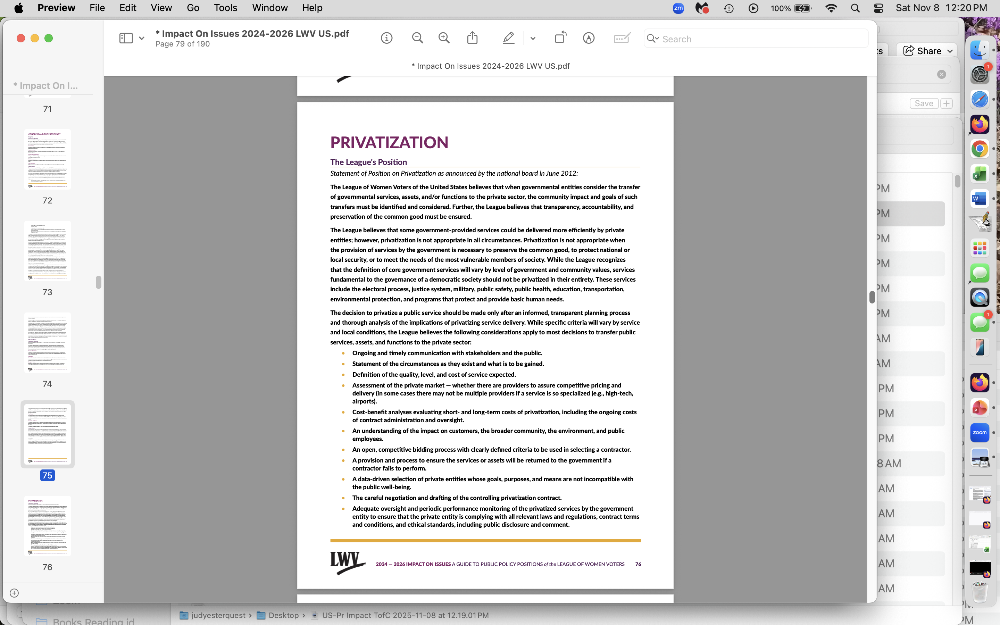 Preview File Edit View Go Tools Window Help
zm
100%
Sat Nov 8 12:20 PM
* Impact On Issues 2024-2026 LWV US.pdf
Page 79 of 190
Search
* Impact On Issues 2024-2026 LWV US.pdf
ts
Share
Save
* Impact On I...
71
CONGRESS AND THE PRESIDENCY
72
73
74
75
PRIVATIZATION
76
PRIVATIZATION
The League's Position
Statement of Position on Privatization as announced by the national board in June 2012:
The League of Women Voters of the United States believes that when governmental entities consider the transfer
of governmental services, assets, and/or functions to the private sector, the community impact and goals of such
transfers must be identified and considered. Further, the League believes that transparency, accountability, and
preservation of the common good must be ensured.
The League believes that some government-provided services could be delivered more efficiently by private
entities; however, privatization is not appropriate in all circumstances. Privatization is not appropriate when
the provision of services by the government is necessary to preserve the common good, to protect national or
local security, or to meet the needs of the most vulnerable members of society. While the League recognizes
that the definition of core government services will vary by level of government and community values, services
fundamental to the governance of a democratic society should not be privatized in their entirety. These services
include the electoral process, justice system, military, public safety, public health, education, transportation,
environmental protection, and programs that protect and provide basic human needs.
The decision to privatize a public service should be made only after an informed, transparent planning process
and thorough analysis of the implications of privatizing service delivery. While specific criteria will vary by service
and local conditions, the League believes the following considerations apply to most decisions to transfer public
services, assets, and functions to the private sector:
• Ongoing and timely communication with stakeholders and the public.
• Statement of the circumstances as they exist and what is to be gained.
• Definition of the quality, level, and cost of service expected.
• Assessment of the private market — whether there are providers to assure competitive pricing and
delivery (in some cases there may not be multiple providers if a service is so specialized (e.g., high-tech,
airports).
• Cost-benefit analyses evaluating short- and long-term costs of privatization, including the ongoing costs
of contract administration and oversight.
• An understanding of the impact on customers, the broader community, the environment, and public
employees.
• An open, competitive bidding process with clearly defined criteria to be used in selecting a contractor.
• A provision and process to ensure the services or assets will be returned to the government if a
contractor fails to perform.
• A data-driven selection of private entities whose goals, purposes, and means are not incompatible with
the public well-being.
• The careful negotiation and drafting of the controlling privatization contract.
• Adequate oversight and periodic performance monitoring of the privatized services by the government
entity to ensure that the private entity is complying with all relevant laws and regulations, contract terms
and conditions, and ethical standards, including public disclosure and comment.
LWV
2024 — 2026 IMPACT ON ISSUES A GUIDE TO PUBLIC POLICY POSITIONS of the LEAGUE OF WOMEN VOTERS | 76
PM
PM
PM
PM
PM
PM
AM
AM
PM
PM
PM
8 AM
AM
AM
AM
AM
AM
PM
1
X
W
1
P
zoom
Books Reading jd
judyesterquest › Desktop › US-Pr Impact TofC 2025-11-08 at 12.19.01 PM